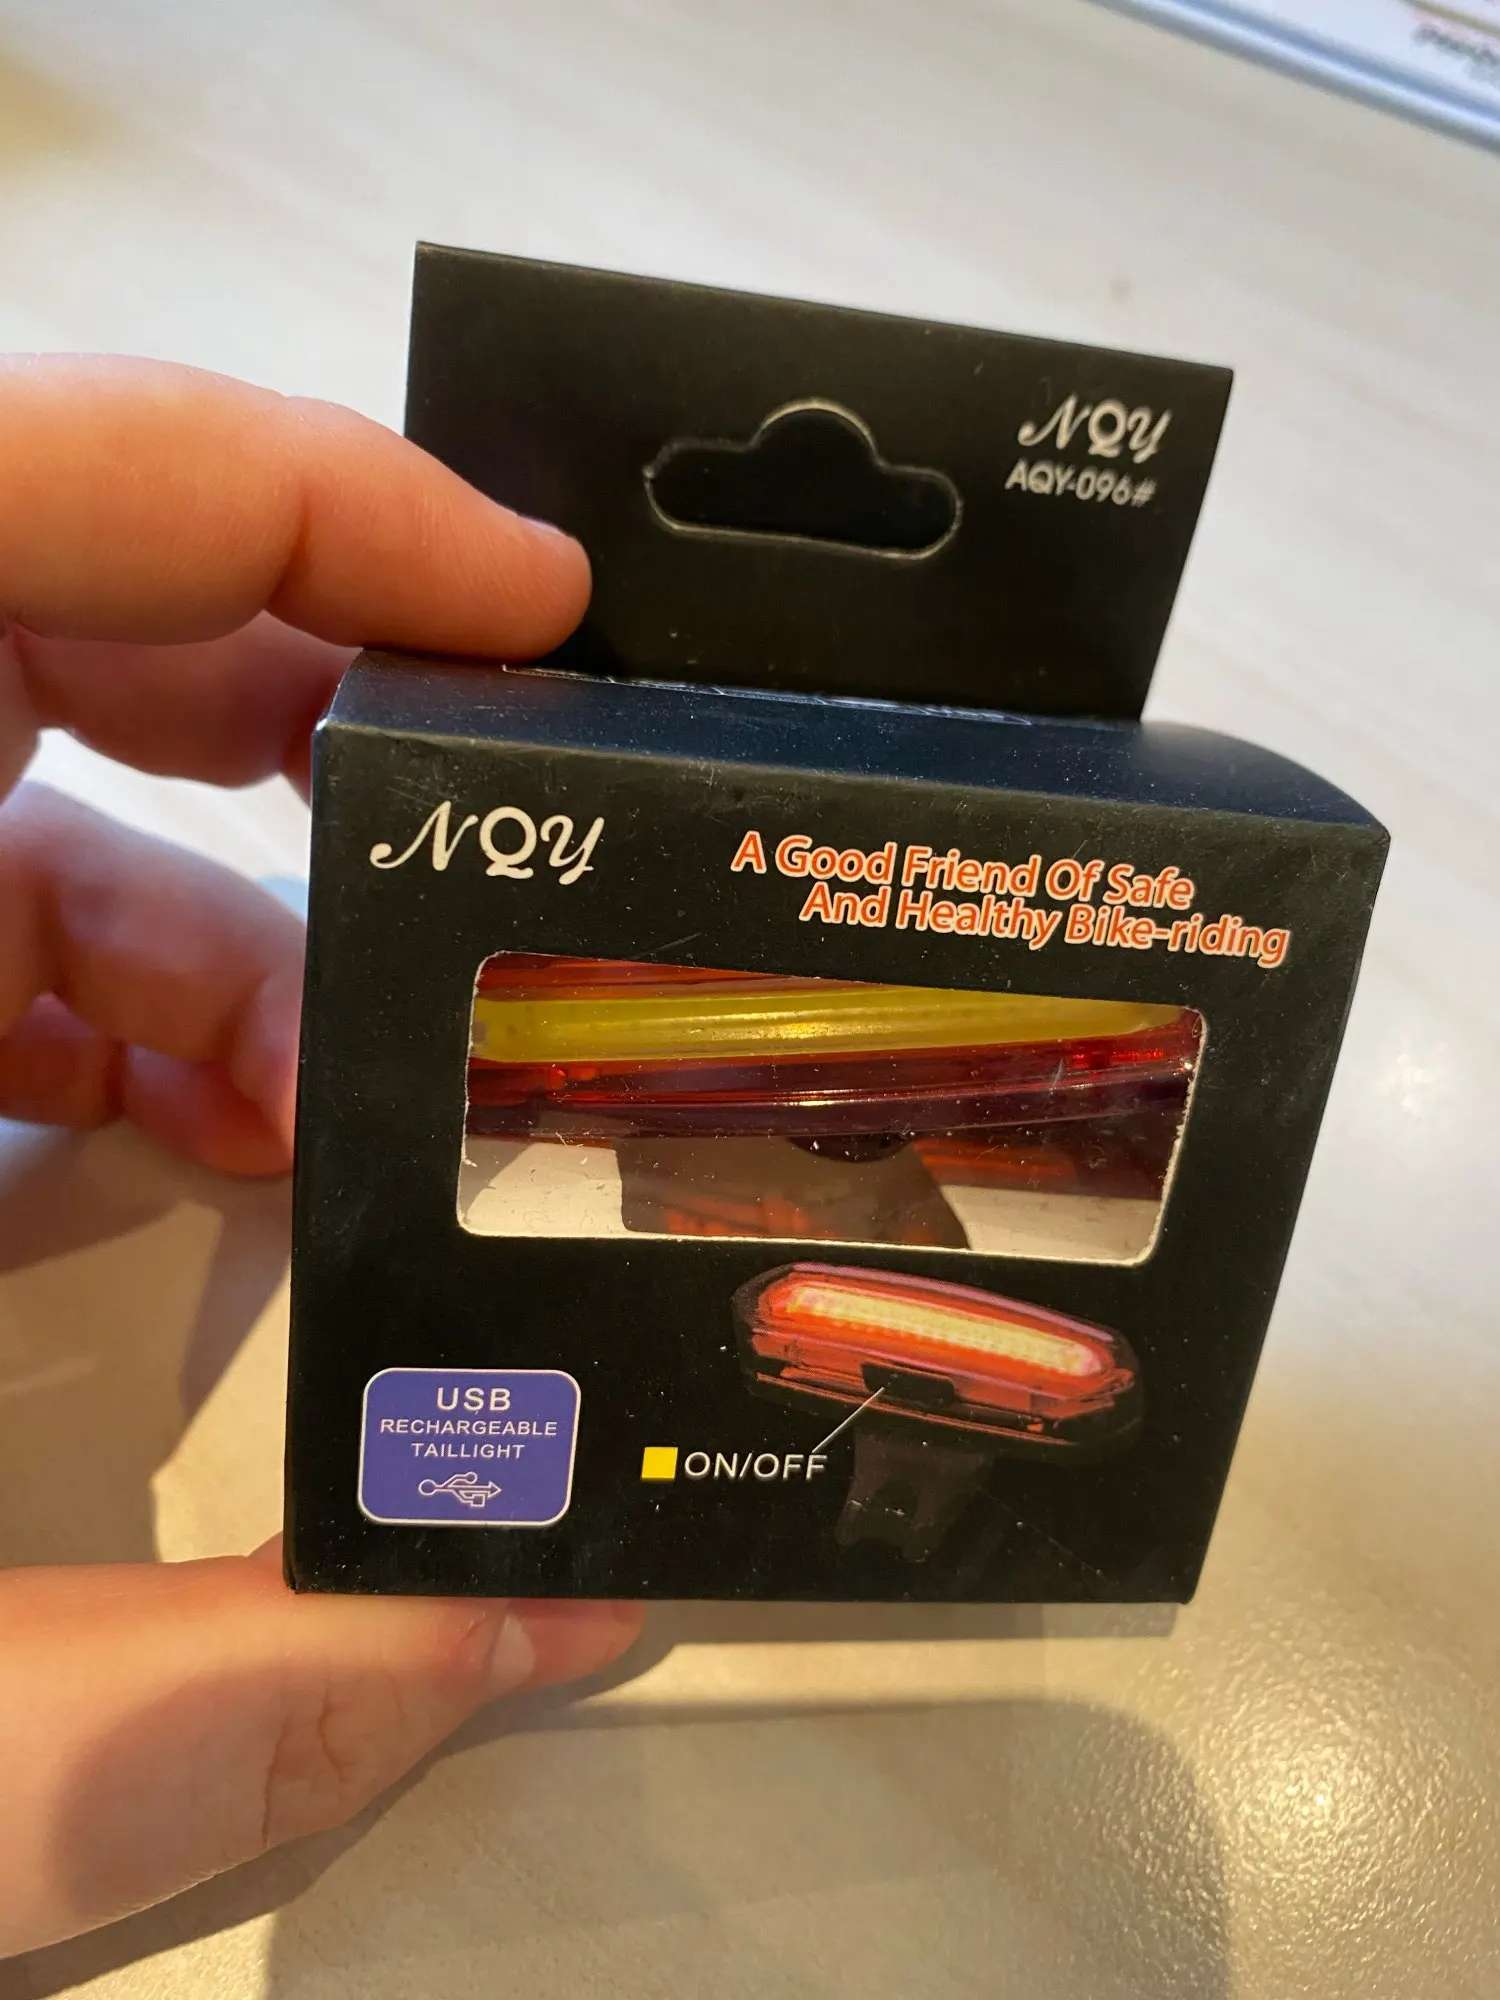 NQY
AQY-096#
NQY
A Good Friend Of Safe
And Healthy Bike-riding
USB
RECHARGEABLE
TAILLIGHT
ON/OFF